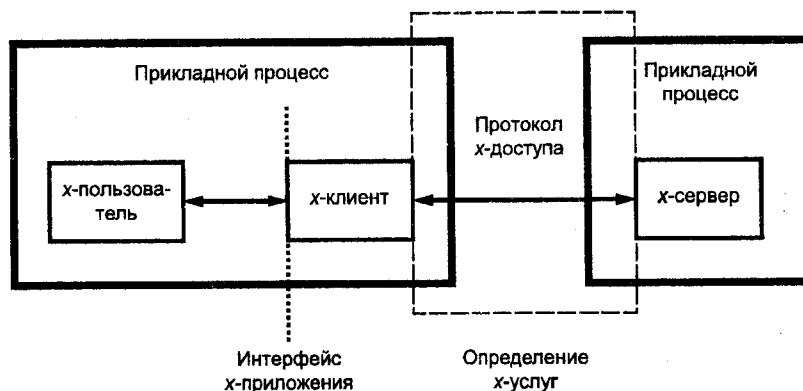 Прикладной процесс
Прикладной
процесс
Протокол
x-доступа
x-пользова-
тель
x-клиент
x-сервер
Интерфейс
x-приложения
Определение
x-услуг